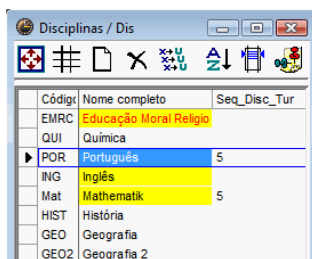 Disciplinas / Dis
Códigc Nome completo Seq_Disc_Tur
EMRC Educação Moral Religio
QUI Química
POR Português 5
ING Inglês
Mat Mathematik 5
HIST História
GEO Geografia
GEO2 Geografia 2